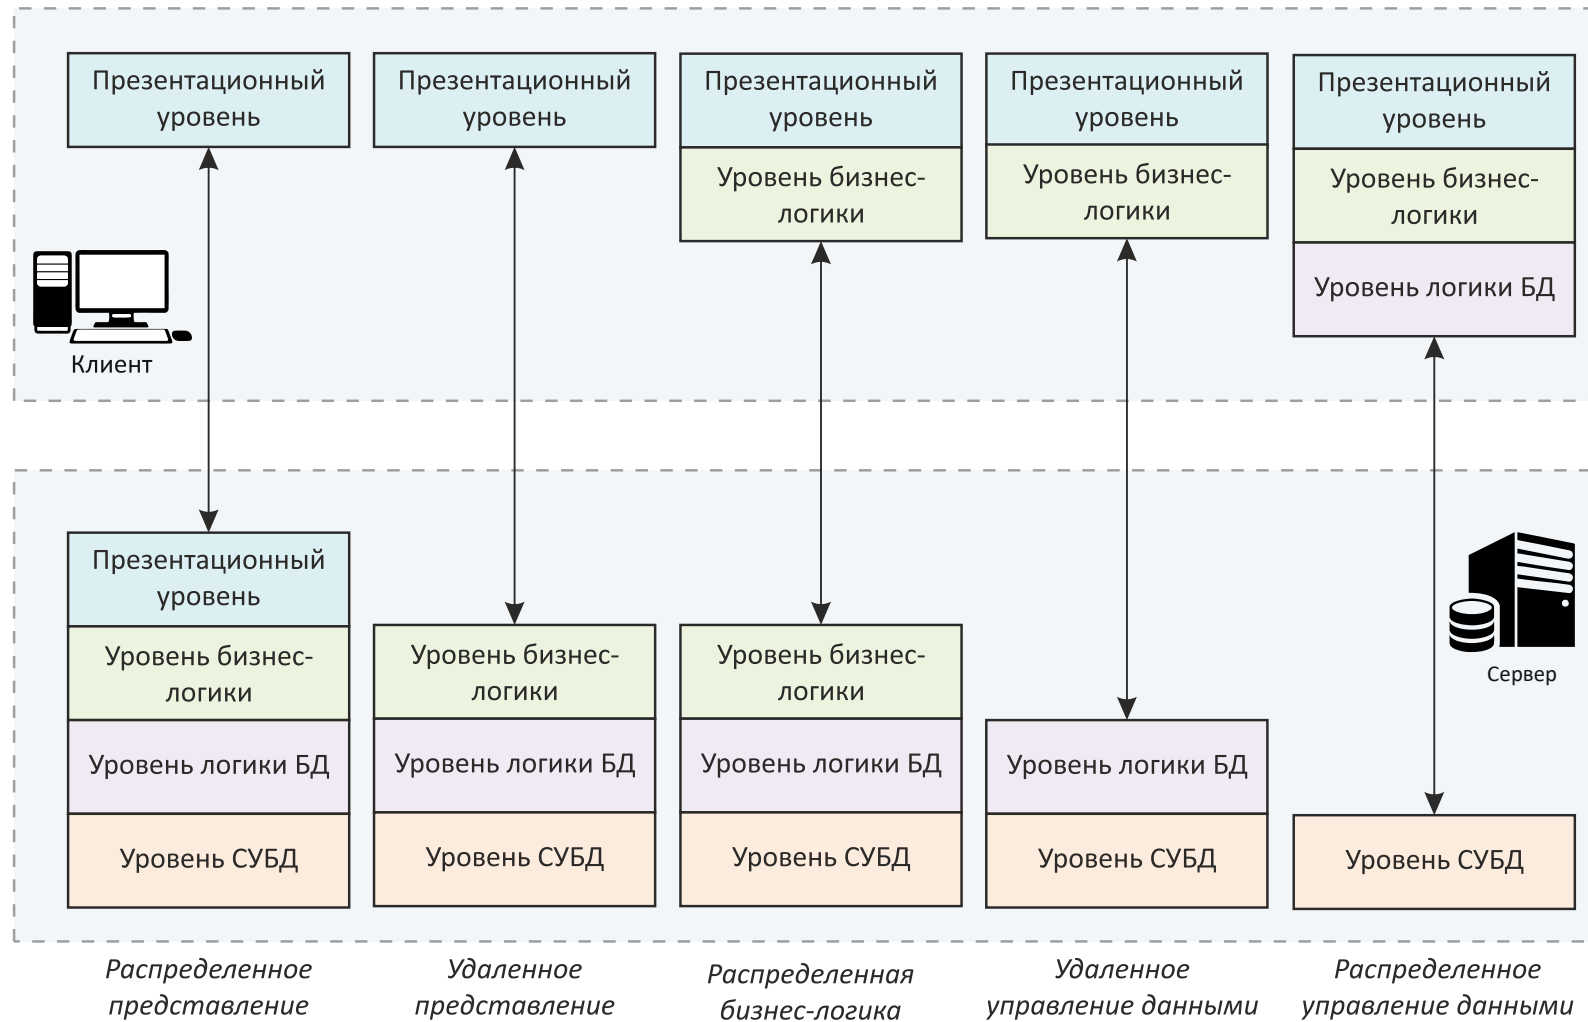 Презентационный
уровень
Презентационный
уровень
Презентационный
уровень
Уровень бизнес-
логики
Презентационный
уровень
Уровень бизнес-
логики
Презентационный
уровень
Уровень бизнес-
логики
Уровень логики БД
Клиент
Презентационный
уровень
Уровень бизнес-
логики
Уровень логики БД
Уровень СУБД
Уровень бизнес-
логики
Уровень логики БД
Уровень СУБД
Уровень бизнес-
логики
Уровень логики БД
Уровень СУБД
Уровень логики БД
Уровень СУБД
Сервер
Уровень СУБД
Распределенное
представление
Удаленное
представление
Распределенная
бизнес-логика
Удаленное
управление данными
Распределенное
управление данными